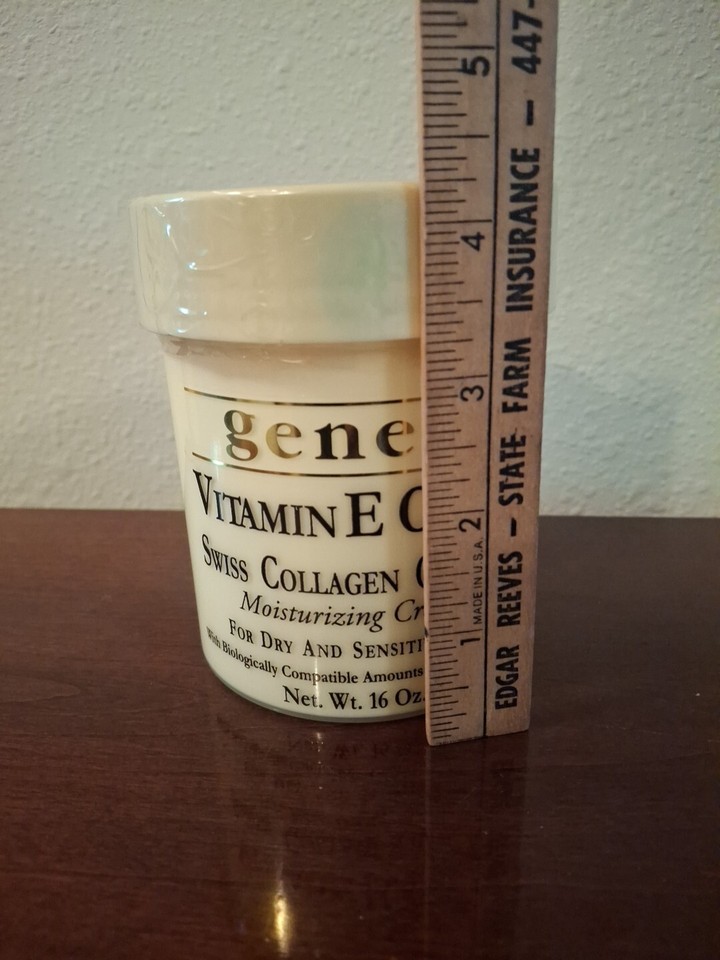 gene
VITAMIN E
SWISS COLLAGEN
Moisturizing Cr
FOR DRY AND SENSITI
With Biologically Compatible Amounts
Net. Wt. 16 Oz.
1 2 3 4 5
MADE IN U.S.A.
EDGAR REEVES – STATE FARM INSURANCE – 447-